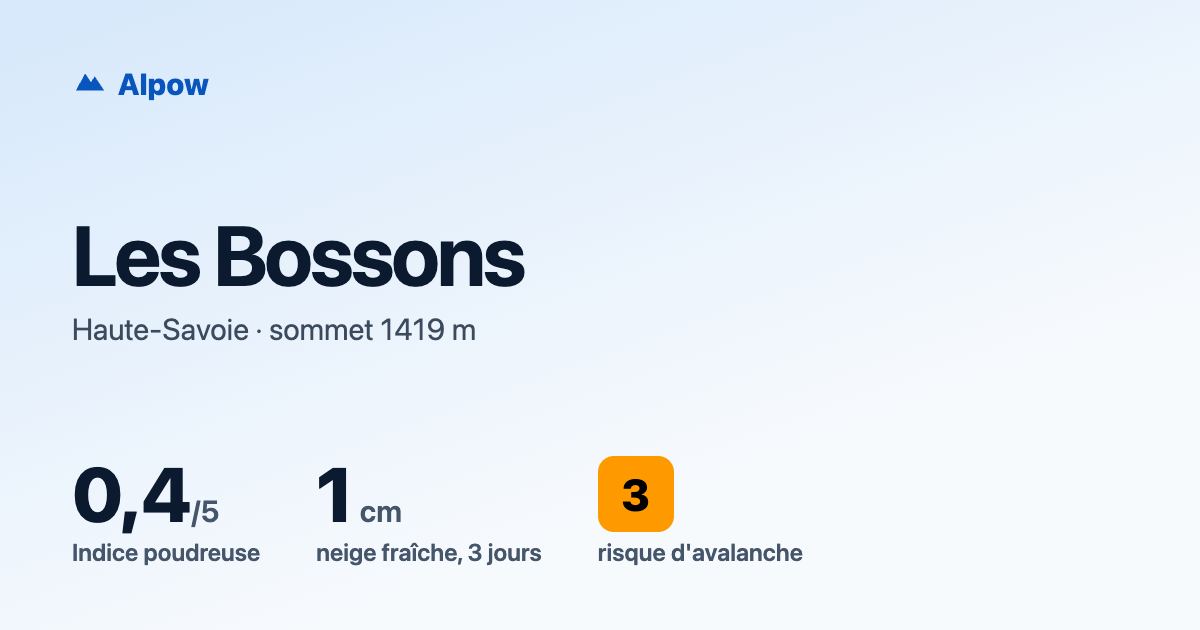 Alpow
Les Bossons
Haute-Savoie · sommet 1419 m
0,4/5
Indice poudreuse
1 cm
neige fraîche, 3 jours
3
risque d'avalanche